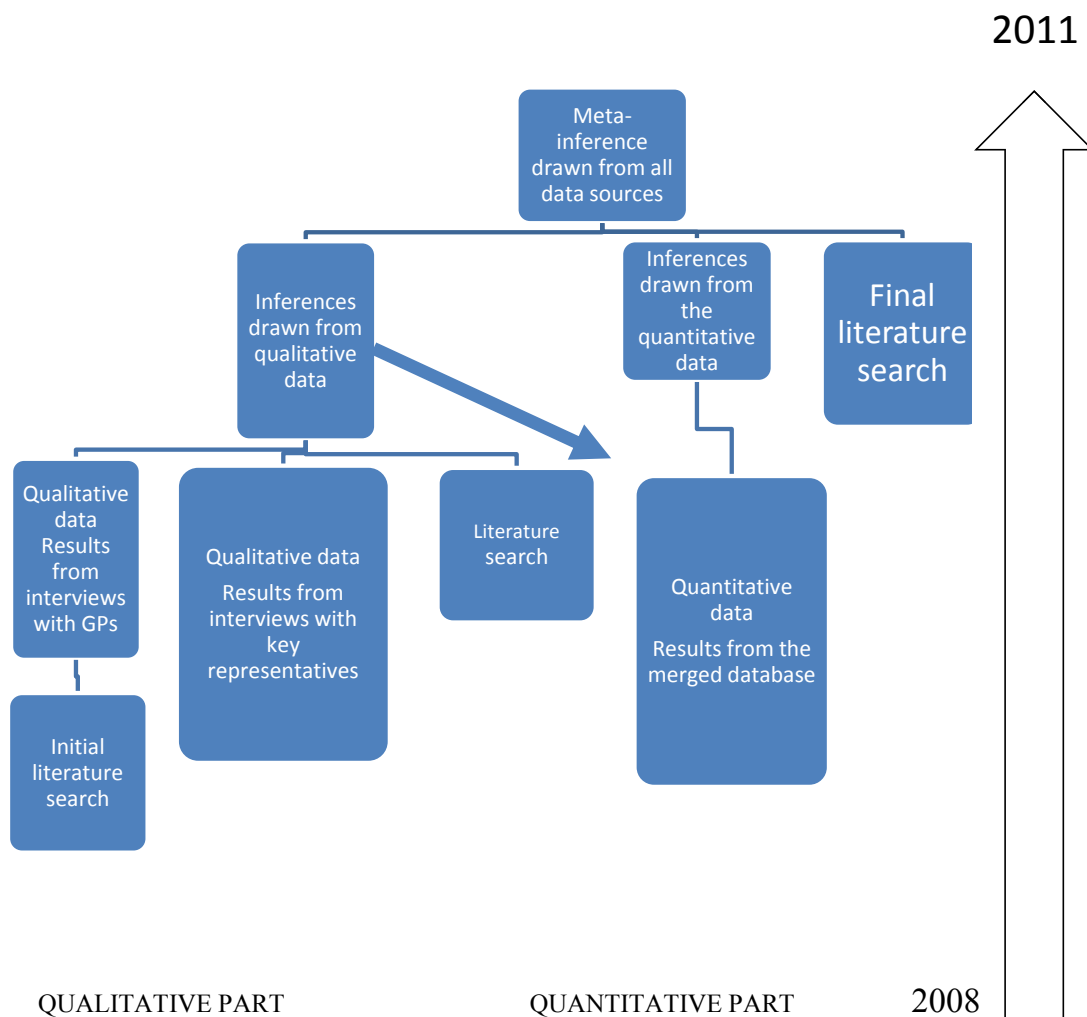 2011
Meta-
inference
drawn from all
data sources
Inferences
drawn from
qualitative
data
Inferences
drawn from
the
quantitative
data
Final
literature
search
Qualitative
data
Results
from
interviews
with GPs
Qualitative data
Results from
interviews with
key
representatives
Literature
search
Quantitative
data
Results from the
merged database
Initial
literature
search
QUALITATIVE PART
QUANTITATIVE PART
2008